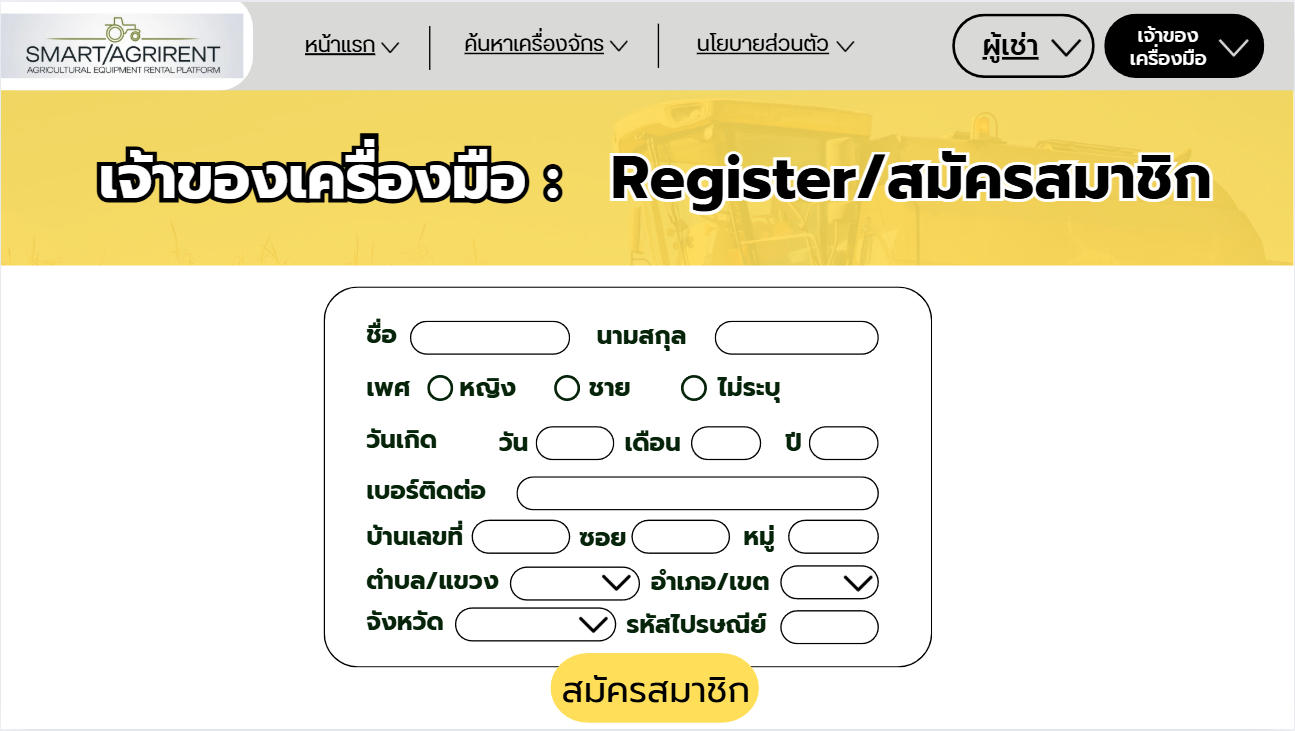 SMART/AGRIRENT
AGRICULTURAL EQUIPMENT RENTAL PLATFORM
หน้าแรก
ค้นหาเครื่องจักร
นโยบายส่วนตัว
ผู้เช่า
เจ้าของ
เครื่องมือ
เจ้าของเครื่องมือ : Register/สมัครสมาชิก
ชื่อ นามสกุล
เพศ หญิง ชาย ไม่ระบุ
วันเกิด วัน เดือน ปี
เบอร์ติดต่อ
บ้านเลขที่ ซอย หมู่
ตำบล/แขวง อำเภอ/เขต
จังหวัด รหัสไปรษณีย์
สมัครสมาชิก